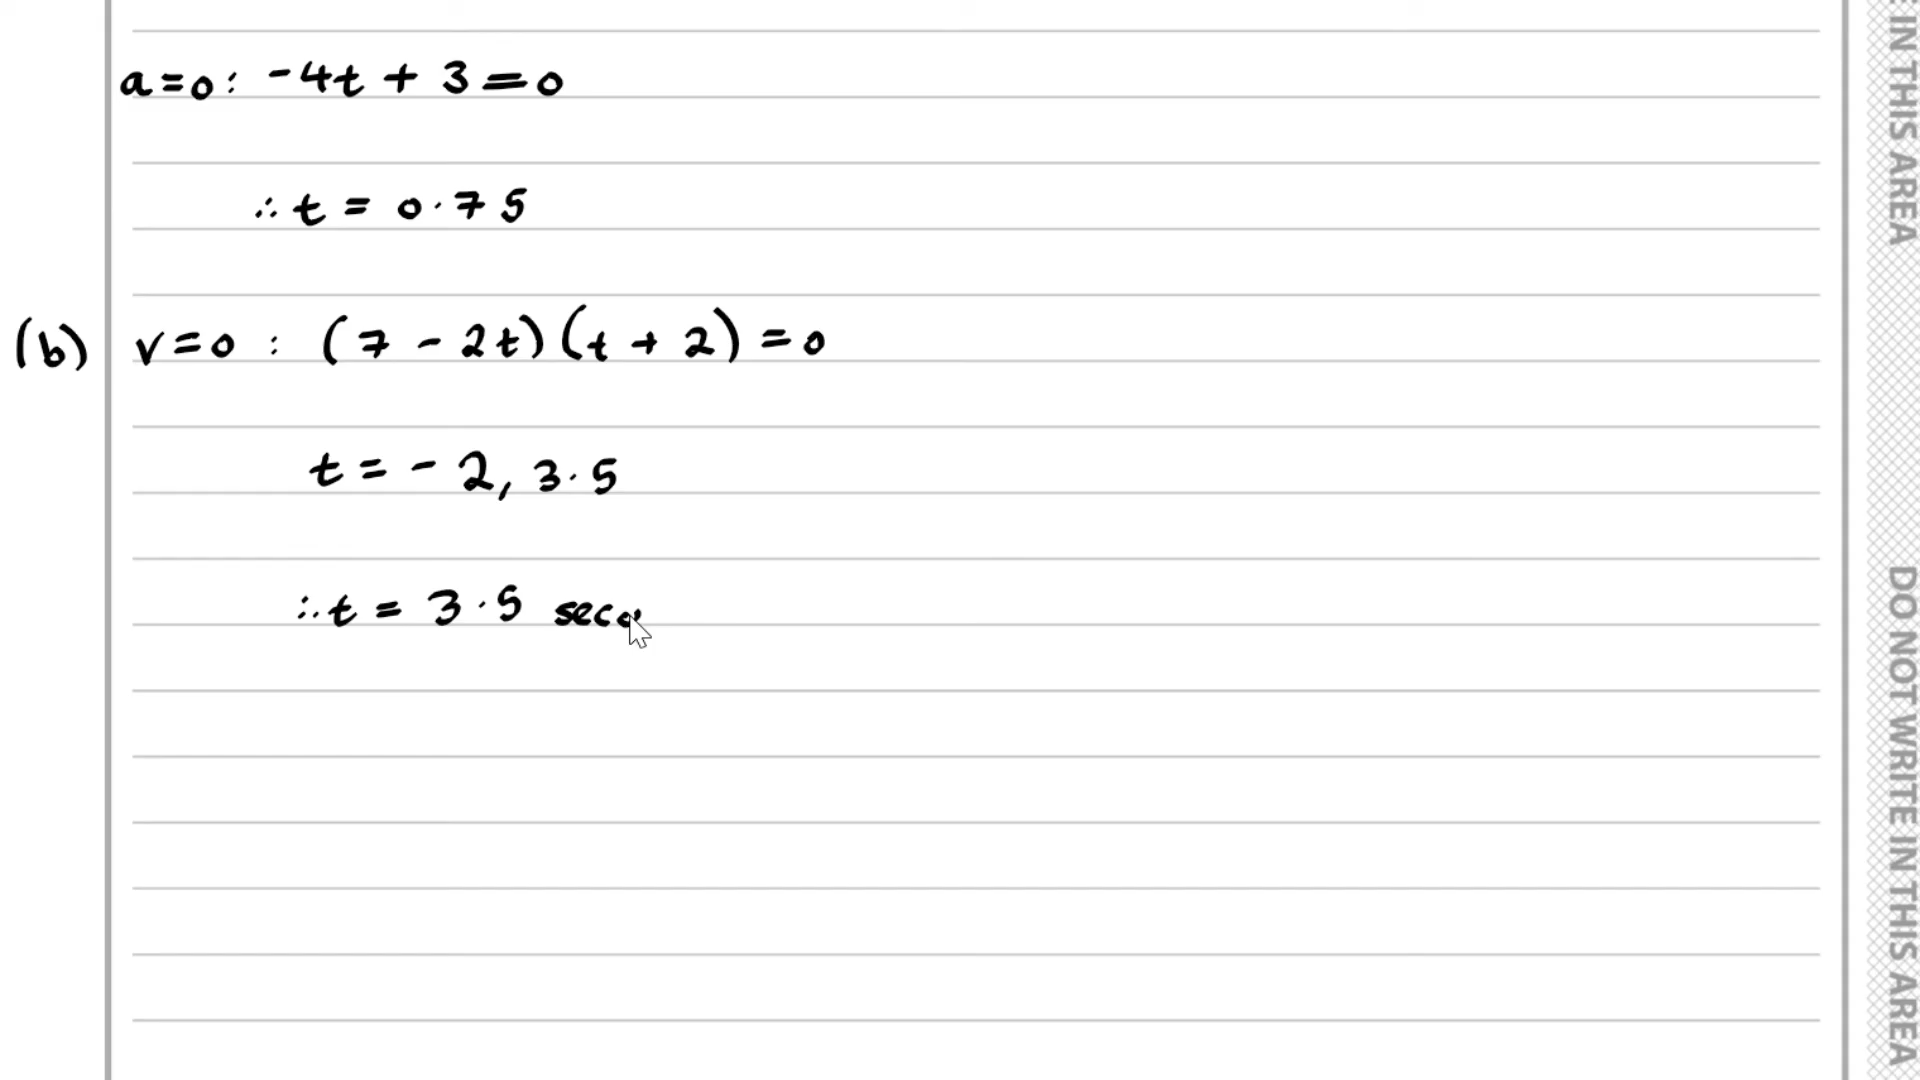 a=0: -4t + 3 = 0
∴ t = 0.75
(b) v=0 : (7 - 2t)(t + 2) = 0
t = -2, 3.5
∴ t = 3.5
IN THIS AREA
DO NOT WRITE IN THIS AREA